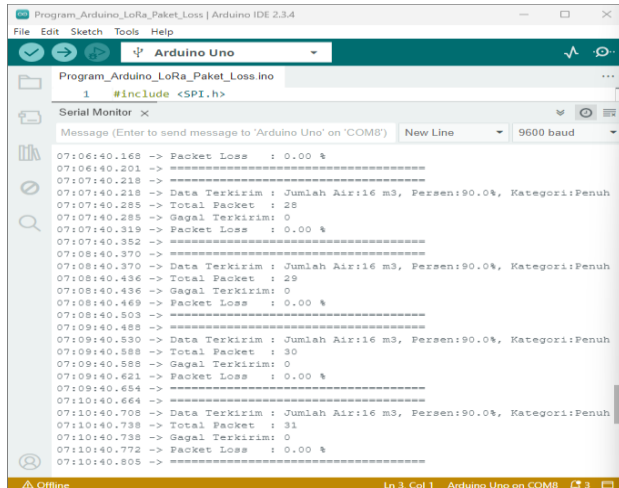 Program_Arduino_LoRa_Paket_Loss | Arduino IDE 2.3.4
File Edit Sketch Tools Help
Arduino Uno
Program_Arduino_LoRa_Paket_Loss.ino
1 #include <SPI.h>
Serial Monitor ×
Message (Enter to send message to 'Arduino Uno' on 'COM8') New Line 9600 baud
07:06:40.168 -> Packet Loss : 0.00 %
07:06:40.201 -> =====================================
07:07:40.218 -> =====================================
07:07:40.218 -> Data Terkirim : Jumlah Air:16 m3, Persen:90.0%, Kategori:Penuh
07:07:40.285 -> Total Packet : 28
07:07:40.285 -> Gagal Terkirim: 0
07:07:40.319 -> Packet Loss : 0.00 %
07:07:40.352 -> =====================================
07:08:40.370 -> =====================================
07:08:40.370 -> Data Terkirim : Jumlah Air:16 m3, Persen:90.0%, Kategori:Penuh
07:08:40.436 -> Total Packet : 29
07:08:40.436 -> Gagal Terkirim: 0
07:08:40.469 -> Packet Loss : 0.00 %
07:08:40.503 -> =====================================
07:09:40.488 -> =====================================
07:09:40.530 -> Data Terkirim : Jumlah Air:16 m3, Persen:90.0%, Kategori:Penuh
07:09:40.588 -> Total Packet : 30
07:09:40.588 -> Gagal Terkirim: 0
07:09:40.621 -> Packet Loss : 0.00 %
07:09:40.654 -> =====================================
07:10:40.664 -> =====================================
07:10:40.708 -> Data Terkirim : Jumlah Air:16 m3, Persen:90.0%, Kategori:Penuh
07:10:40.738 -> Total Packet : 31
07:10:40.738 -> Gagal Terkirim: 0
07:10:40.772 -> Packet Loss : 0.00 %
07:10:40.805 -> =====================================
Offline Ln 3, Col 1 Arduino Uno on COM8 3